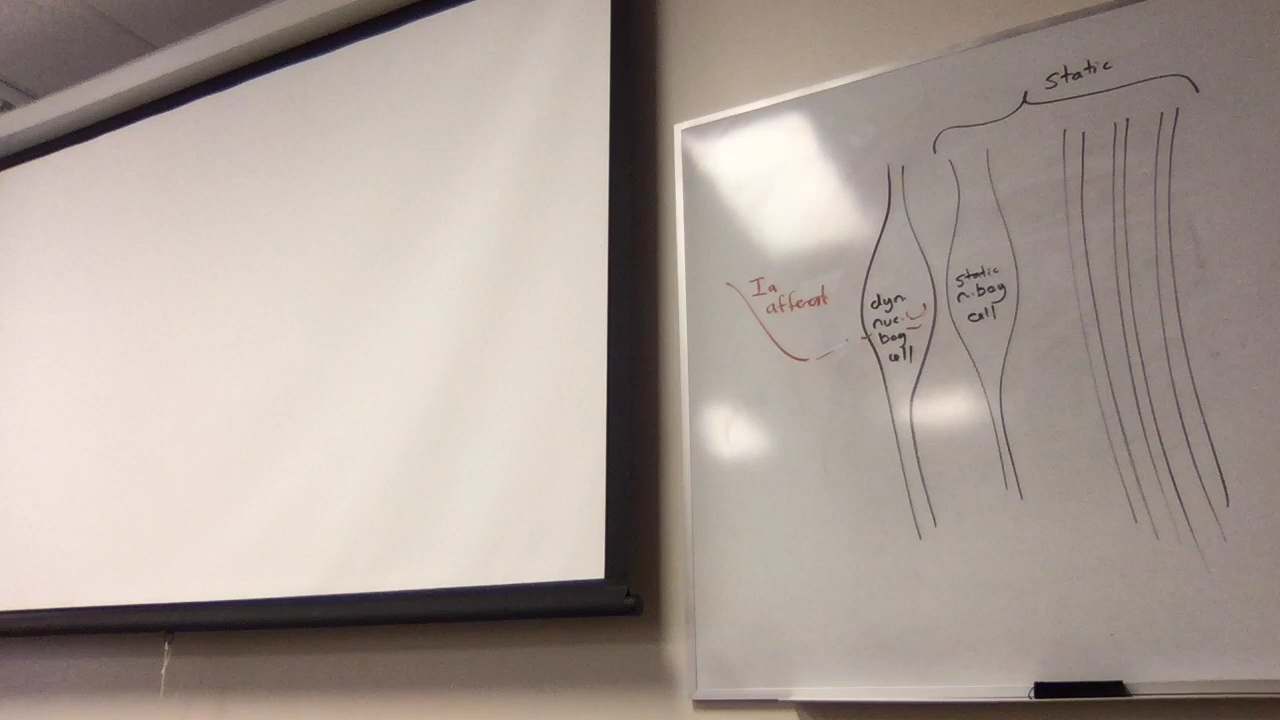 static
Ia
afferent
dyn.
nuc.
bag
cell
static
n.bag
cell